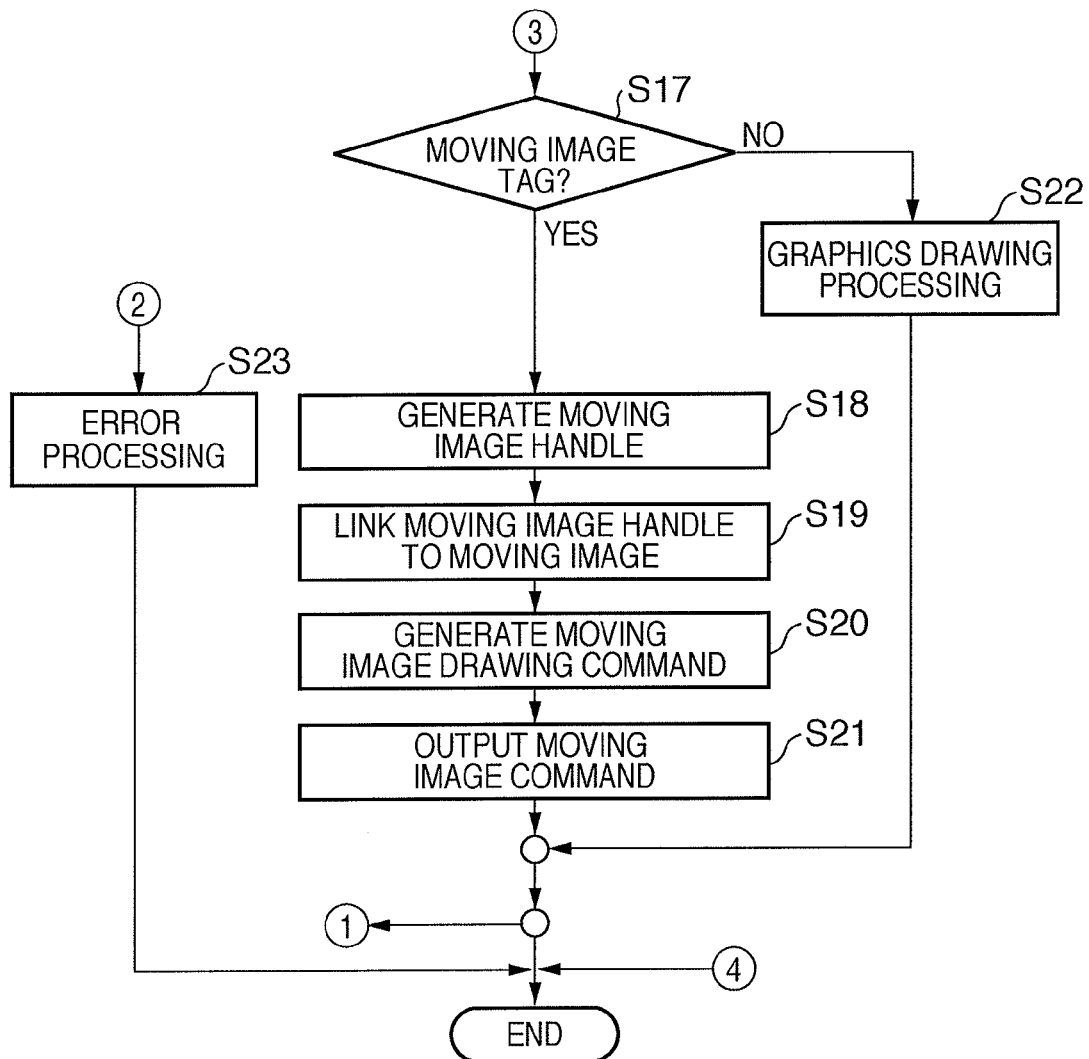 3
S17
MOVING IMAGE
TAG?
NO
YES
S22
GRAPHICS DRAWING
PROCESSING
2
S23
ERROR
PROCESSING
S18
GENERATE MOVING
IMAGE HANDLE
S19
LINK MOVING IMAGE HANDLE
TO MOVING IMAGE
S20
GENERATE MOVING
IMAGE DRAWING COMMAND
S21
OUTPUT MOVING
IMAGE COMMAND
1
4
END